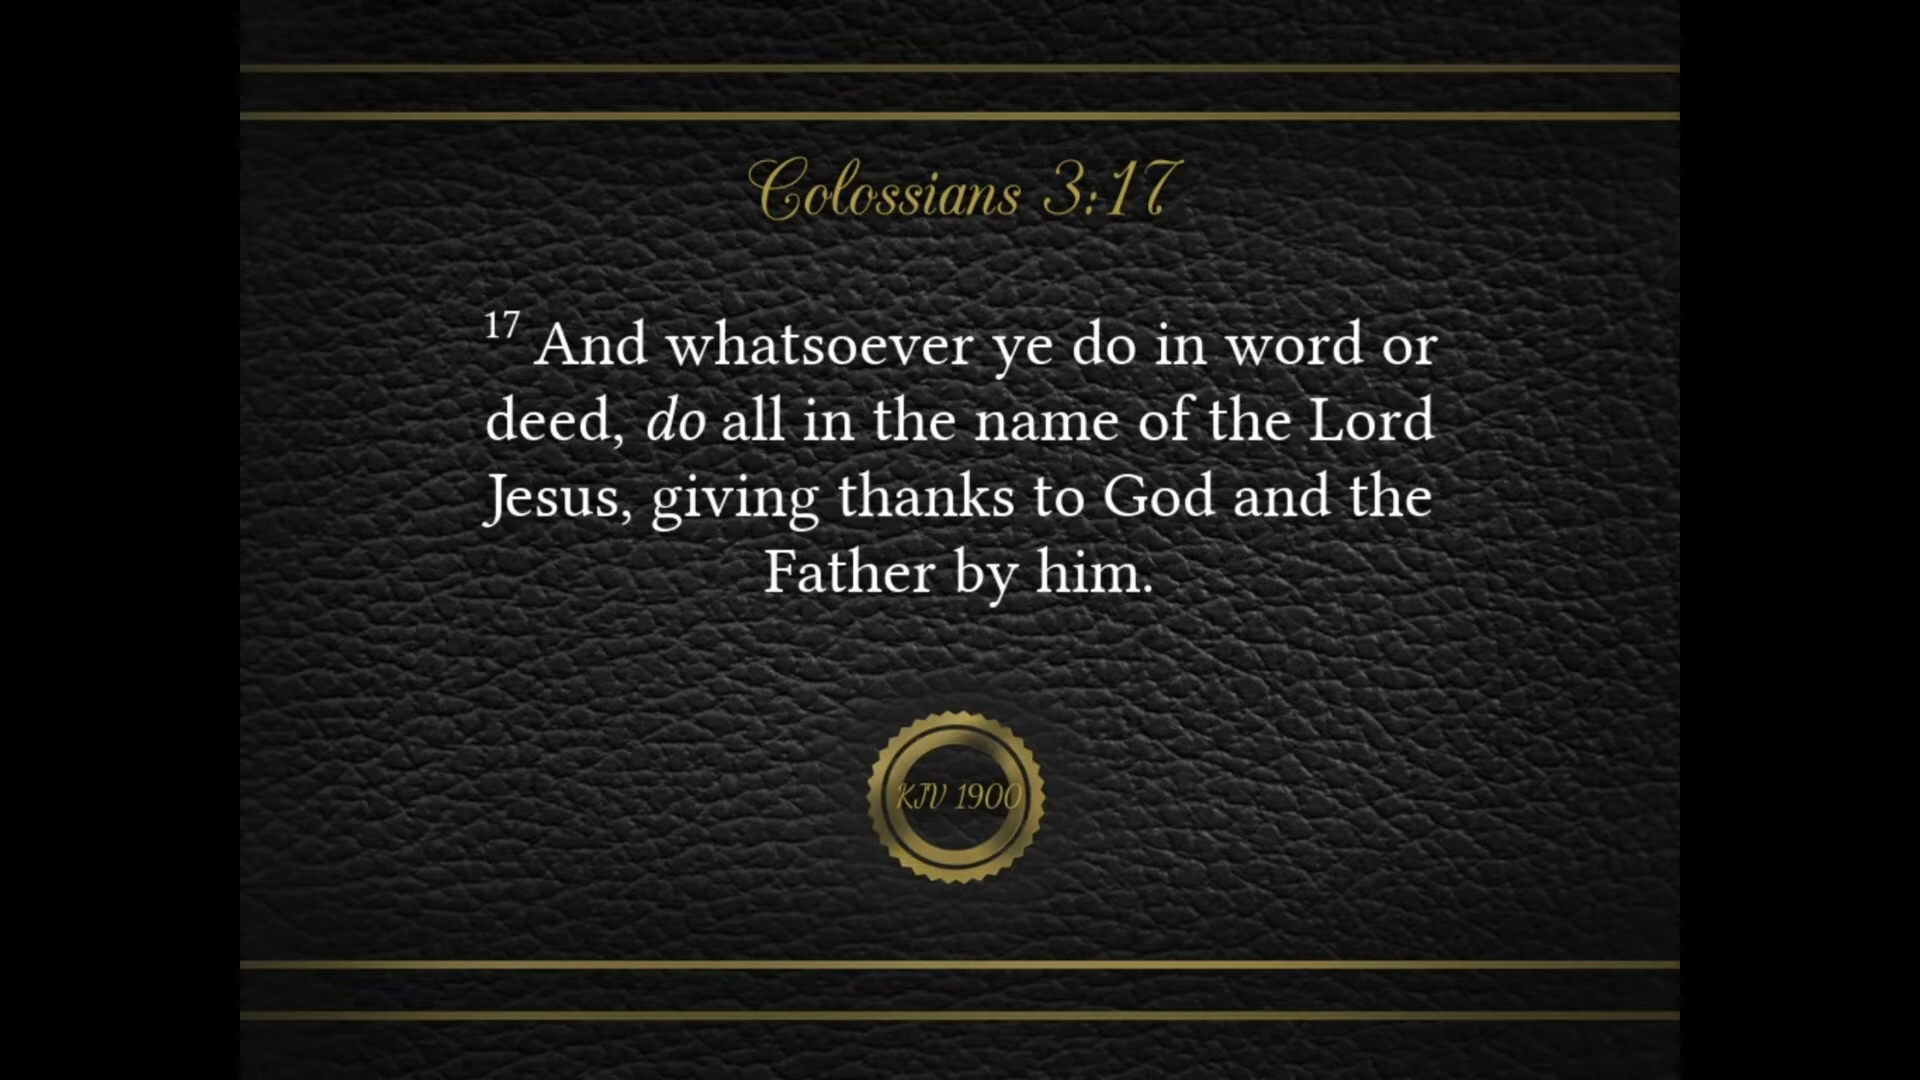 Colossians 3:17
17 And whatsoever ye do in word or
deed, do all in the name of the Lord
Jesus, giving thanks to God and the
Father by him.
KJV 1900